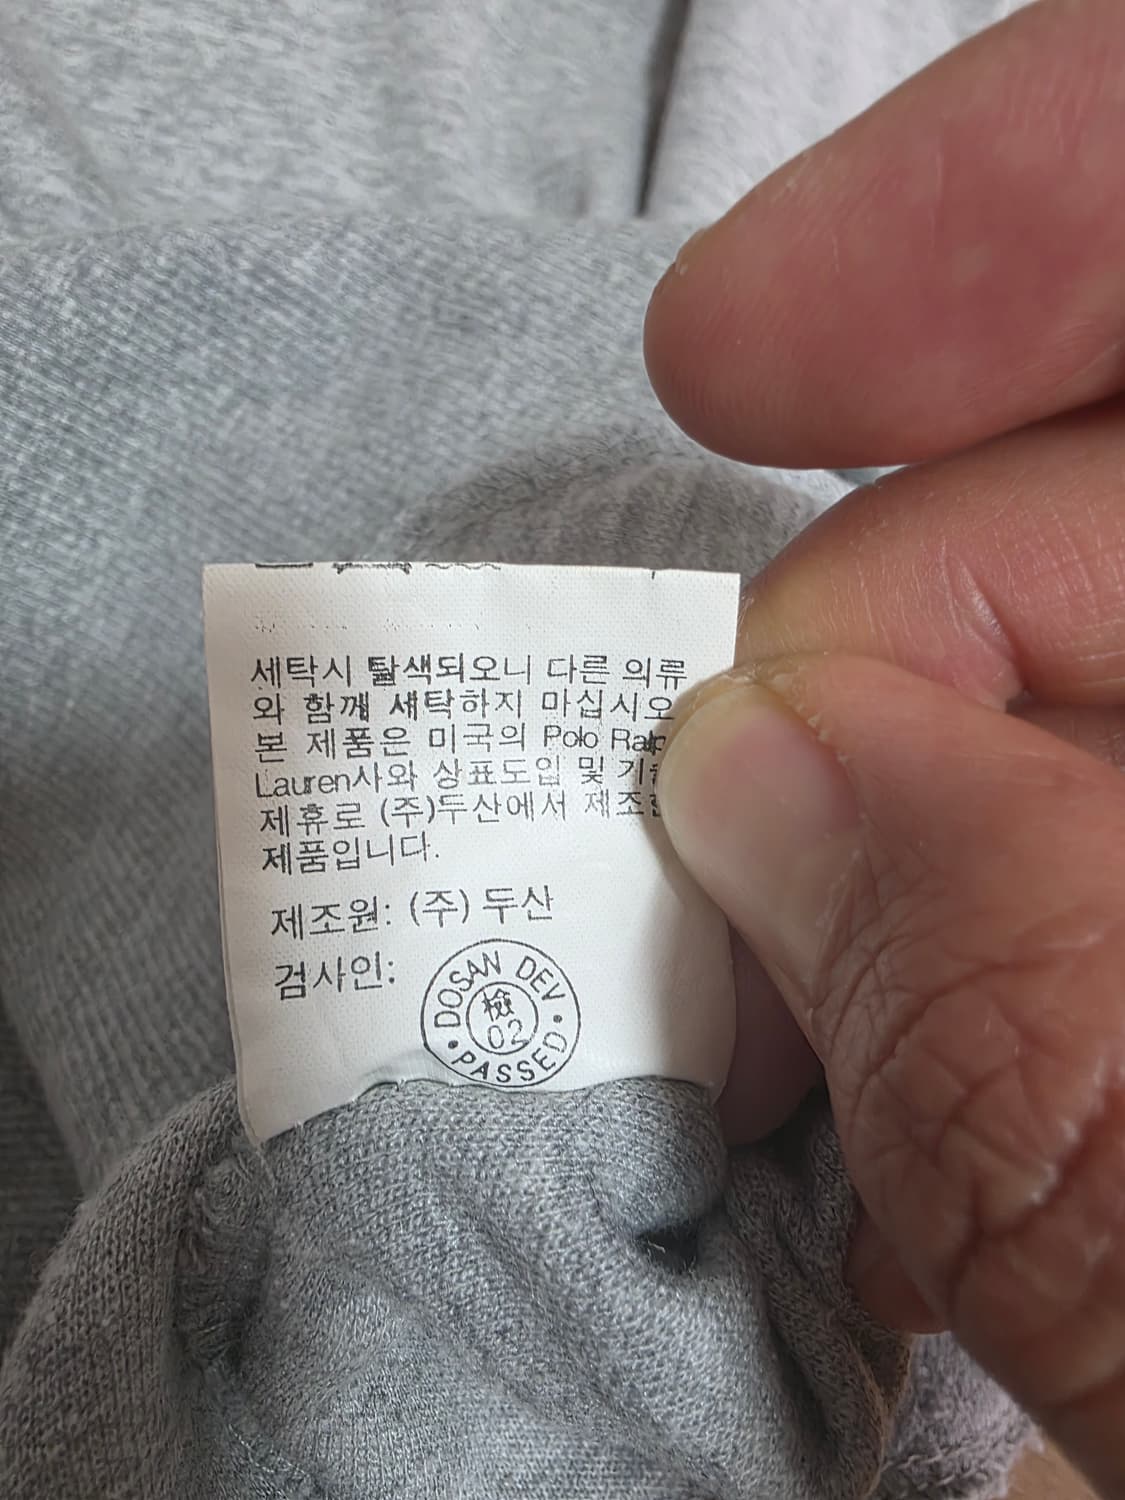 세탁시 탈색되오니 다른 의류
와 함께 세탁하지 마십시오
본 제품은 미국의 Polo
Lauren사와 상표도입 및
제휴로 (주)두산에서
제품입니다.
제조원: (주) 두산
검사인:
DOSAN DEV
檢
02
PASSED